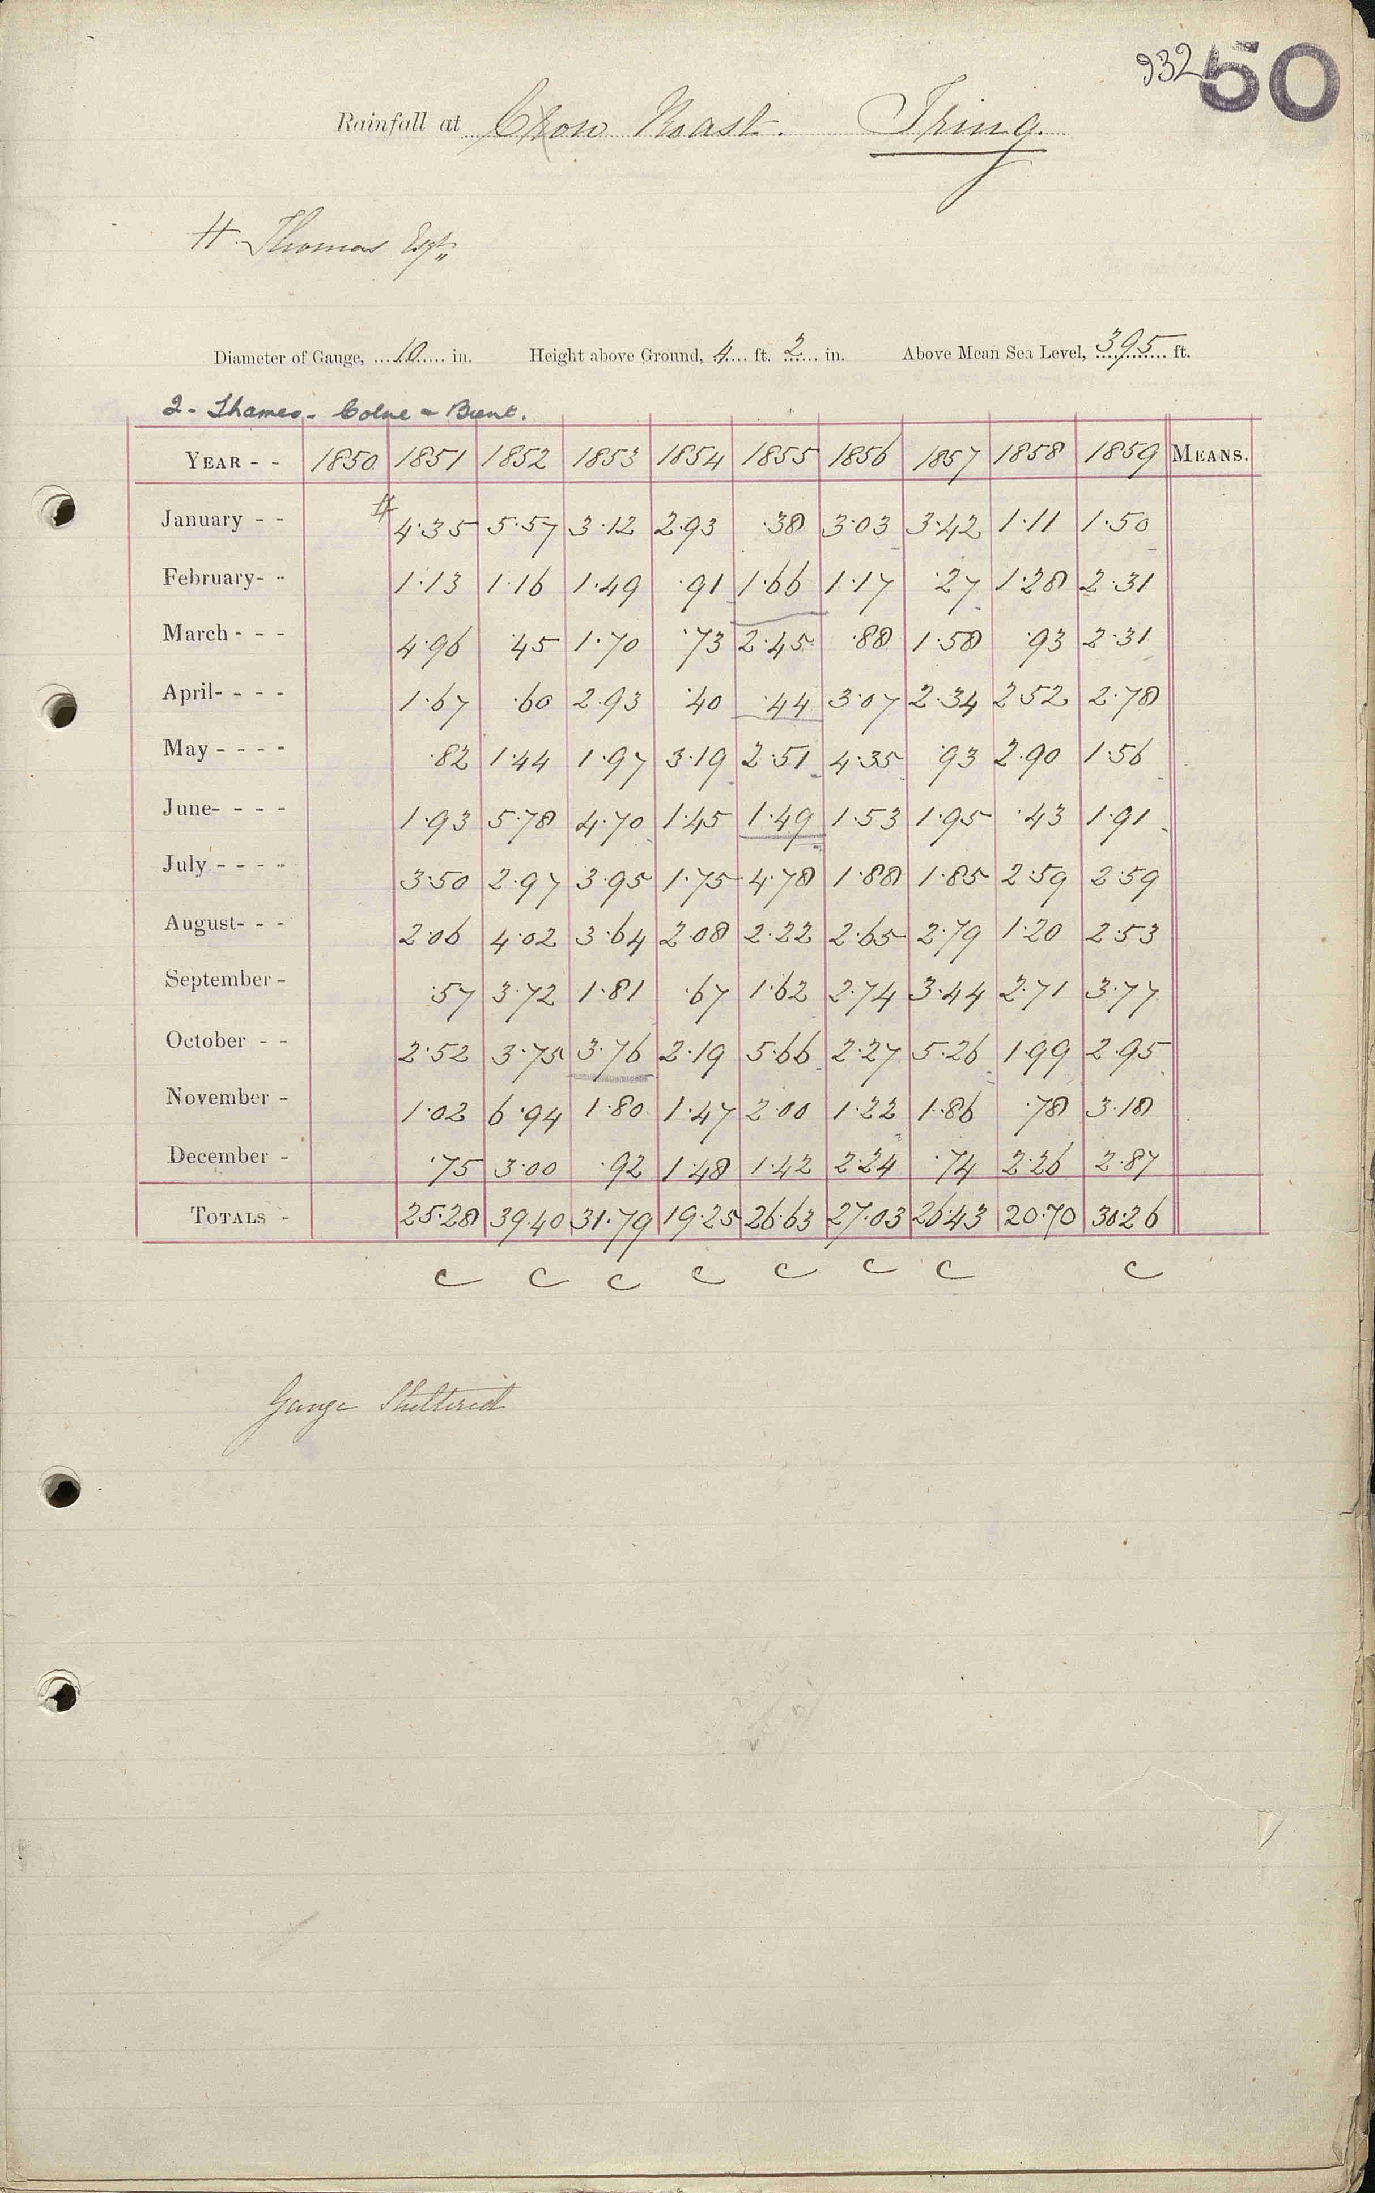 932 50
Rainfall at Crow Roast. Tring.
H. Thomas Esqr.
Diameter of Gauge, 10 in. Height above Ground, 4 ft. 2 in. Above Mean Sea Level, 395 ft.
2 - Thames - Colne & Brent.
YEAR - - 1850 1851 1852 1853 1854 1855 1856 1857 1858 1859 MEANS.
January - - # 4.35 5.57 3.12 2.93 .38 3.03 3.42 1.11 1.50
February- - 1.13 1.16 1.49 .91 1.66 1.17 .27 1.28 2.31
March - - - 4.96 .45 1.70 .73 2.45 .88 1.58 .93 2.31
April- - - - 1.67 .60 2.93 .40 .44 3.07 2.34 2.52 2.78
May - - - - .82 1.44 1.97 3.19 2.51 4.35 .93 2.90 1.56
June- - - - 1.93 5.78 4.70 1.45 1.49 1.53 1.95 .43 1.91
July - - - - 3.50 2.97 3.95 1.75 4.78 1.88 1.85 2.59 2.59
August- - - 2.06 4.02 3.64 2.08 2.22 2.65 2.79 1.20 2.53
September - .57 3.72 1.81 .67 1.62 2.74 3.44 2.71 3.77
October - - 2.52 3.75 3.76 2.19 5.66 2.27 5.26 1.99 2.95
November - 1.02 6.94 1.80 1.47 2.00 1.22 1.86 .78 3.18
December - .75 3.00 .92 1.48 1.42 2.24 .74 2.26 2.87
TOTALS - 25.28 39.40 31.79 19.25 26.63 27.03 26.43 20.70 30.26
C C C C C C C C
Gauge Sheltered